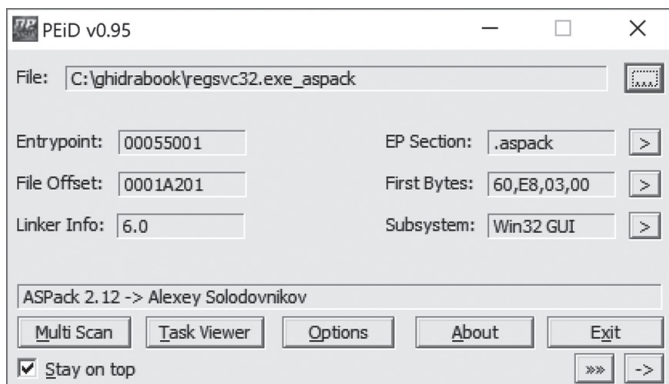 PEiD v0.95
File: C:\ghidrabook\regsvc32.exe_aspack ...
Entrypoint: 00055001 EP Section: .aspack >
File Offset: 0001A201 First Bytes: 60,E8,03,00 >
Linker Info: 6.0 Subsystem: Win32 GUI >
ASPack 2.12 -> Alexey Solodovnikov
Multi Scan Task Viewer Options About Exit
Stay on top »» ->